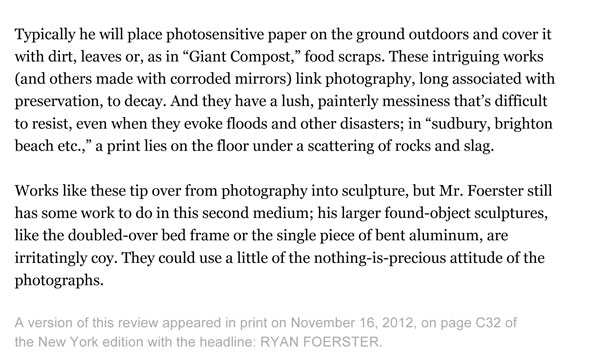 Typically he will place photosensitive paper on the ground outdoors and cover it
with dirt, leaves or, as in “Giant Compost,” food scraps. These intriguing works
(and others made with corroded mirrors) link photography, long associated with
preservation, to decay. And they have a lush, painterly messiness that’s difficult
to resist, even when they evoke floods and other disasters; in “sudbury, brighton
beach etc.,” a print lies on the floor under a scattering of rocks and slag.
Works like these tip over from photography into sculpture, but Mr. Foerster still
has some work to do in this second medium; his larger found-object sculptures,
like the doubled-over bed frame or the single piece of bent aluminum, are
irritatingly coy. They could use a little of the nothing-is-precious attitude of the
photographs.
A version of this review appeared in print on November 16, 2012, on page C32 of
the New York edition with the headline: RYAN FOERSTER.